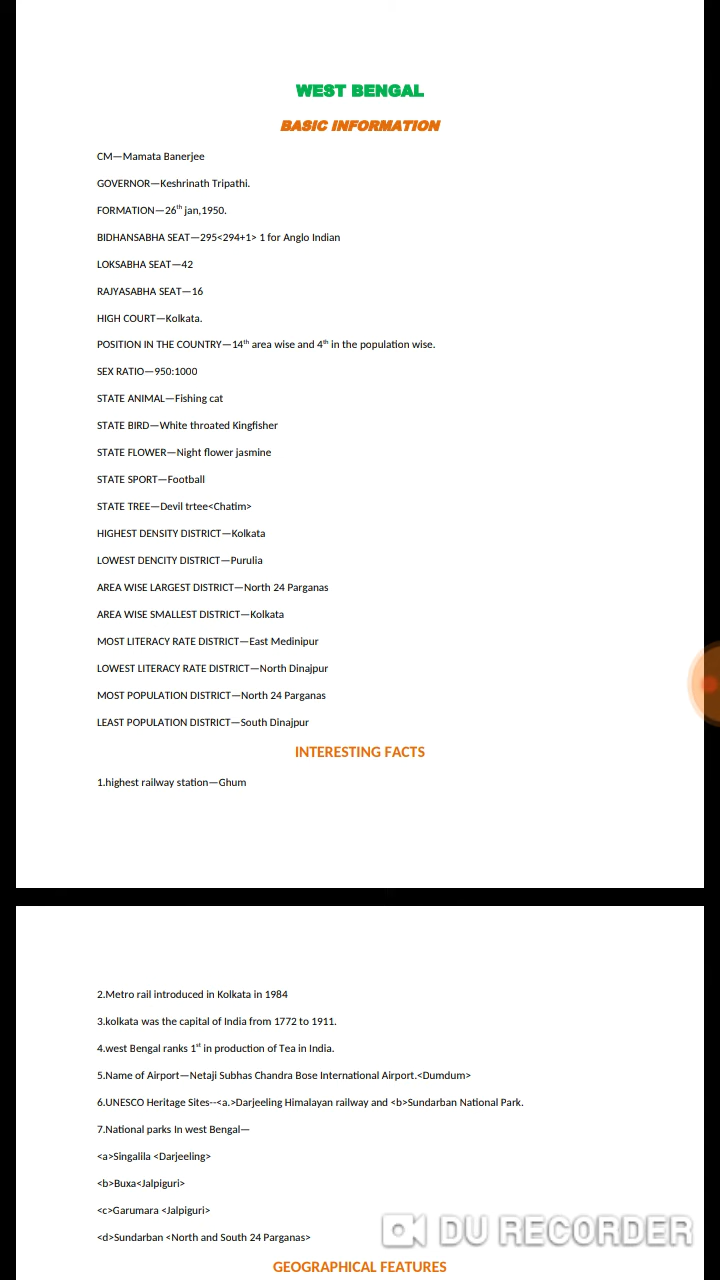 WEST BENGAL
BASIC INFORMATION
CM—Mamata Banerjee
GOVERNOR—Keshrinath Tripathi.
FORMATION—26th jan,1950.
BIDHANSABHA SEAT—295<294+1> 1 for Anglo Indian
LOKSABHA SEAT—42
RAJYASABHA SEAT—16
HIGH COURT—Kolkata.
POSITION IN THE COUNTRY—14th area wise and 4th in the population wise.
SEX RATIO—950:1000
STATE ANIMAL—Fishing cat
STATE BIRD—White throated Kingfisher
STATE FLOWER—Night flower jasmine
STATE SPORT—Football
STATE TREE—Devil trtee<Chatim>
HIGHEST DENSITY DISTRICT—Kolkata
LOWEST DENCITY DISTRICT—Purulia
AREA WISE LARGEST DISTRICT—North 24 Parganas
AREA WISE SMALLEST DISTRICT—Kolkata
MOST LITERACY RATE DISTRICT—East Medinipur
LOWEST LITERACY RATE DISTRICT—North Dinajpur
MOST POPULATION DISTRICT—North 24 Parganas
LEAST POPULATION DISTRICT—South Dinajpur
INTERESTING FACTS
1.highest railway station—Ghum
2.Metro rail introduced in Kolkata in 1984
3.kolkata was the capital of India from 1772 to 1911.
4.west Bengal ranks 1st in production of Tea in India.
5.Name of Airport—Netaji Subhas Chandra Bose International Airport.<Dumdum>
6.UNESCO Heritage Sites--<a.>Darjeeling Himalayan railway and <b>Sundarban National Park.
7.National parks In west Bengal—
<a>Singalila <Darjeeling>
<b>Buxa<Jalpiguri>
<c>Garumara <Jalpiguri>
<d>Sundarban <North and South 24 Parganas>
DU RECORDER
GEOGRAPHICAL FEATURES